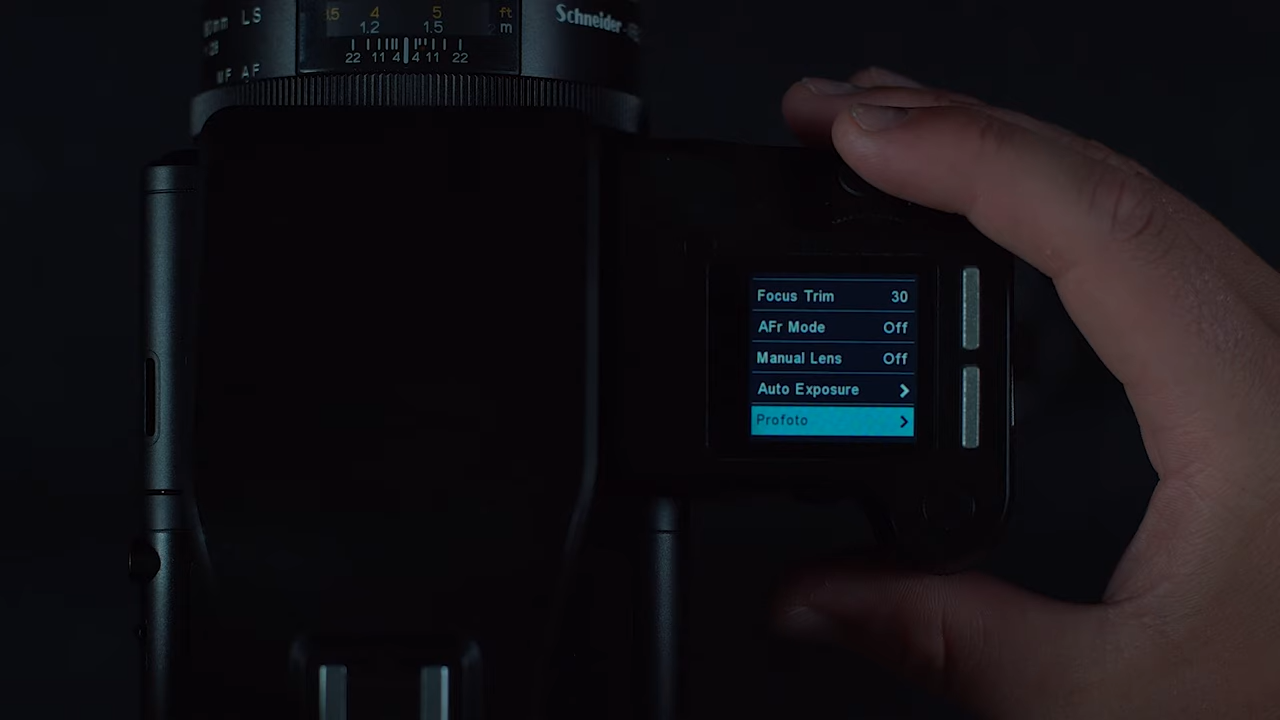 LS
4 5 ft
1.2 1.5 m
22 11 4 4 11 22
MF AF
Schneider
Focus Trim 30
AFr Mode Off
Manual Lens Off
Auto Exposure
Profoto